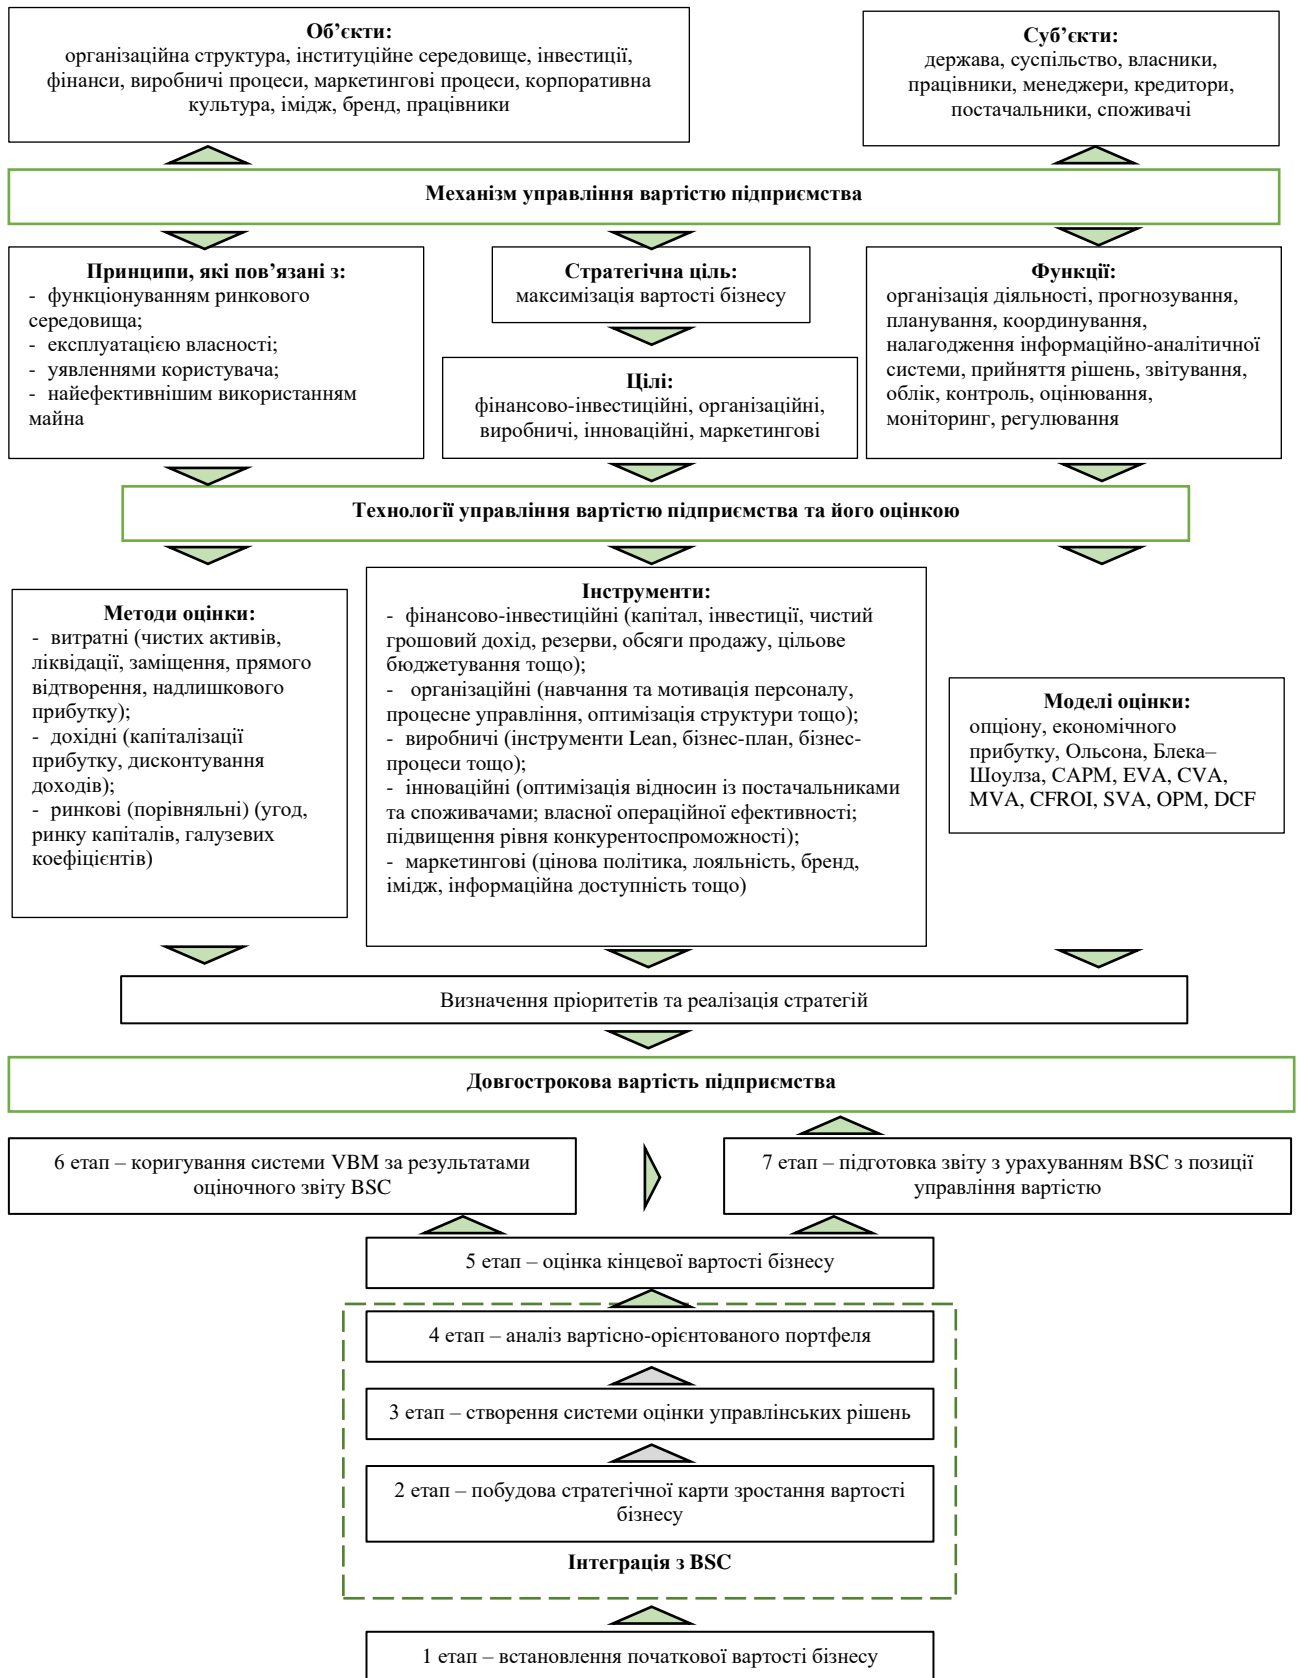 Об’єкти:
організаційна структура, інституційне середовище, інвестиції,
фінанси, виробничі процеси, маркетингові процеси, корпоративна
культура, імідж, бренд, працівники
Суб’єкти:
держава, суспільство, власники,
працівники, менеджери, кредитори,
постачальники, споживачі
Механізм управління вартістю підприємства
Принципи, які пов’язані з:
- функціонуванням ринкового
середовища;
- експлуатацією власності;
- уявленнями користувача;
- найефективнішим використанням
майна
Стратегічна ціль:
максимізація вартості бізнесу
Цілі:
фінансово-інвестиційні, організаційні,
виробничі, інноваційні, маркетингові
Функції:
організація діяльності, прогнозування,
планування, координування,
налагодження інформаційно-аналітичної
системи, прийняття рішень, звітування,
облік, контроль, оцінювання,
моніторинг, регулювання
Технології управління вартістю підприємства та його оцінкою
Методи оцінки:
- витратні (чистих активів,
ліквідації, заміщення, прямого
відтворення, надлишкового
прибутку);
- дохідні (капіталізації
прибутку, дисконтування
доходів);
- ринкові (порівняльні) (угод,
ринку капіталів, галузевих
коефіцієнтів)
Інструменти:
- фінансово-інвестиційні (капітал, інвестиції, чистий
грошовий дохід, резерви, обсяги продажу, цільове
бюджетування тощо);
- організаційні (навчання та мотивація персоналу,
процесне управління, оптимізація структури тощо);
- виробничі (інструменти Lean, бізнес-план, бізнес-
процеси тощо);
- інноваційні (оптимізація відносин із постачальниками
та споживачами; власної операційної ефективності;
підвищення рівня конкурентоспроможності);
- маркетингові (цінова політика, лояльність, бренд,
імідж, інформаційна доступність тощо)
Моделі оцінки:
опціону, економічного
прибутку, Ольсона, Блека–
Шоулза, CAPM, EVA, CVA,
MVA, CFROI, SVA, OPM, DCF
Визначення пріоритетів та реалізація стратегій
Довгострокова вартість підприємства
6 етап – коригування системи VBM за результатами
оціночного звіту BSC
7 етап – підготовка звіту з урахуванням BSC з позиції
управління вартістю
5 етап – оцінка кінцевої вартості бізнесу
4 етап – аналіз вартісно-орієнтованого портфеля
3 етап – створення системи оцінки управлінських рішень
2 етап – побудова стратегічної карти зростання вартості
бізнесу
Інтеграція з BSC
1 етап – встановлення початкової вартості бізнесу